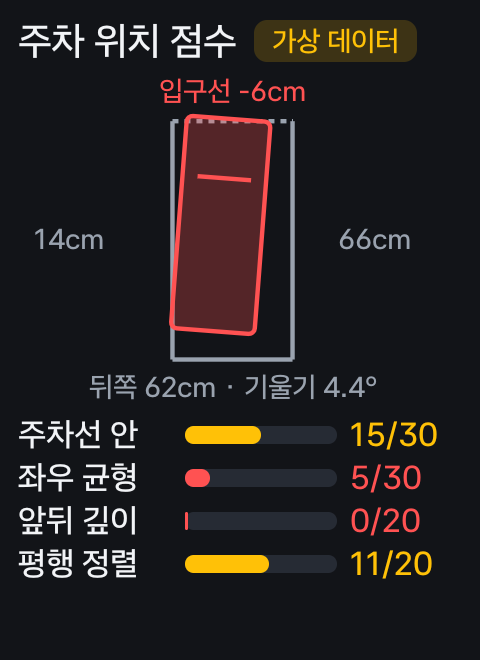 주차 위치 점수 가상 데이터
입구선 -6cm
14cm 66cm
뒤쪽 62cm · 기울기 4.4°
주차선 안 15/30
좌우 균형 5/30
앞뒤 깊이 0/20
평행 정렬 11/20